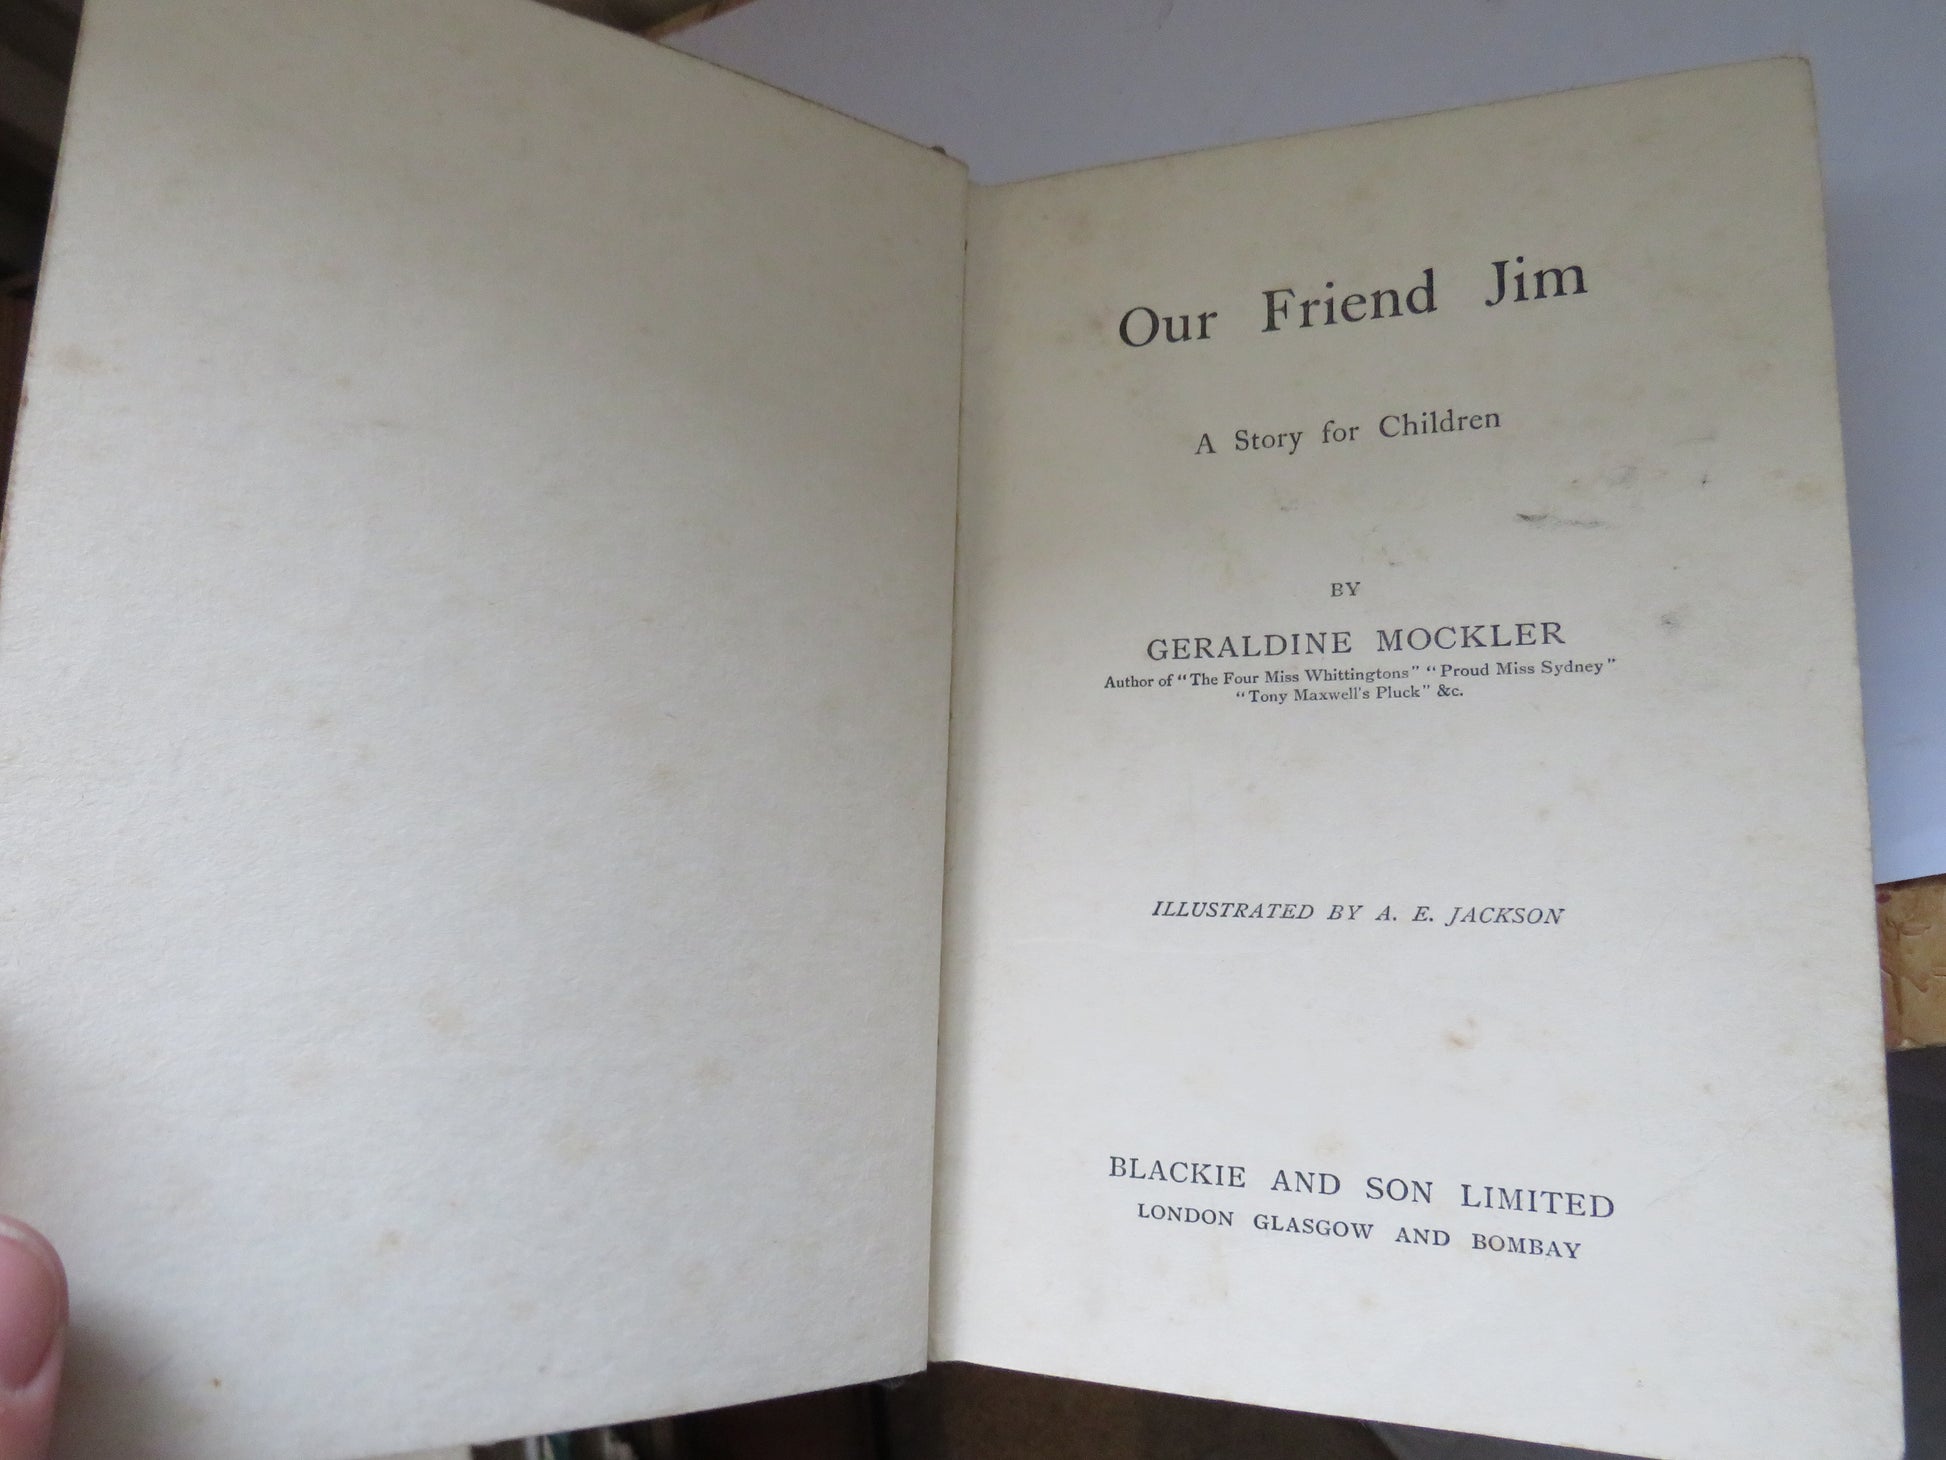 Our Friend Jim
A Story for Children
BY
GERALDINE MOCKLER
Author of "The Four Miss Whittingtons" "Proud Miss Sydney"
"Tony Maxwell's Pluck" &c.
ILLUSTRATED BY A. E. JACKSON
BLACKIE AND SON LIMITED
LONDON GLASGOW AND BOMBAY